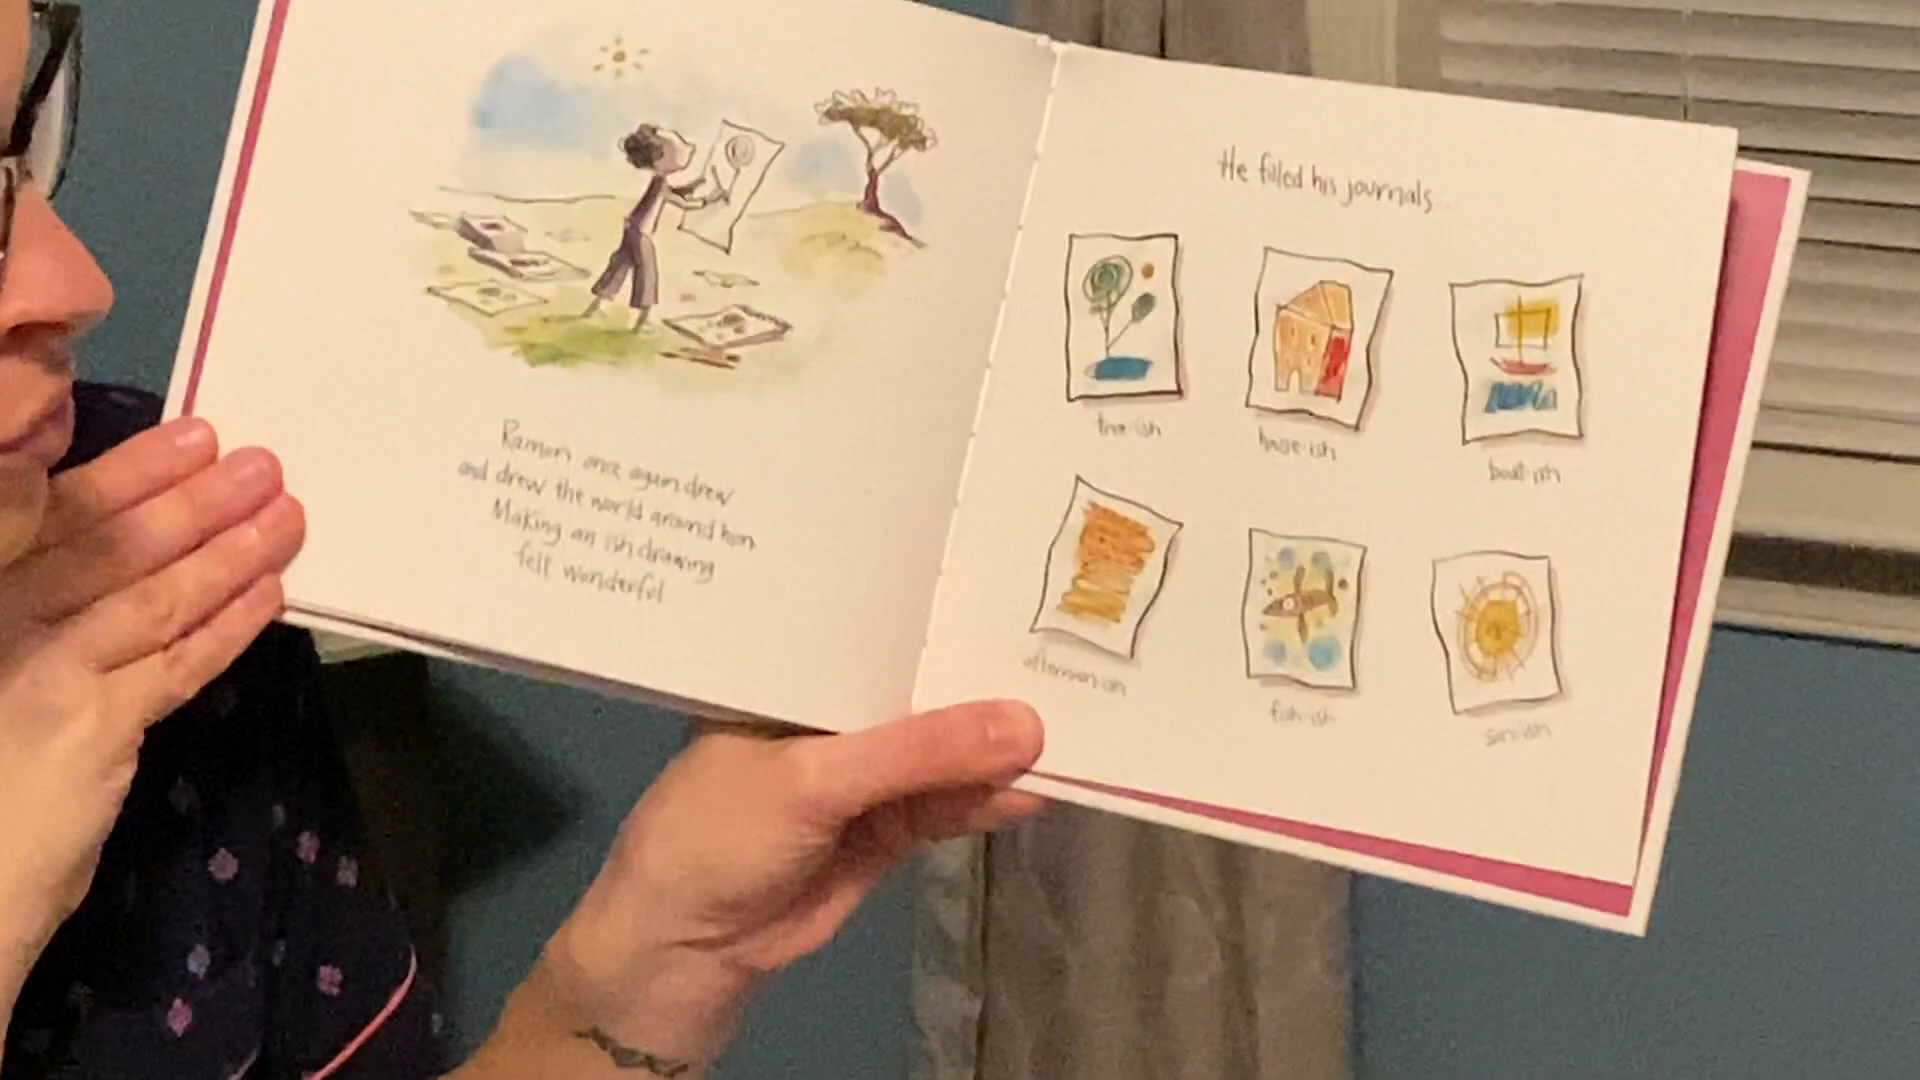 Ramon once again drew
and drew the world around him.
Making an ish drawing
felt wonderful.
He filled his journals...
tree-ish
house-ish
boat-ish
afternoon-ish
fish-ish
sun-ish